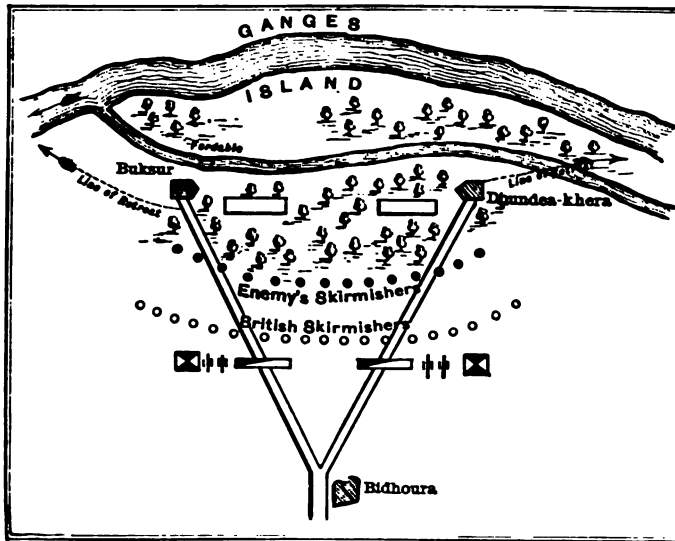 GANGES
ISLAND
Fordable
Buksur
Line of Retreat
Line of
Dhundea-khera
Enemy's Skirmishers
British Skirmishers
Bidhoura